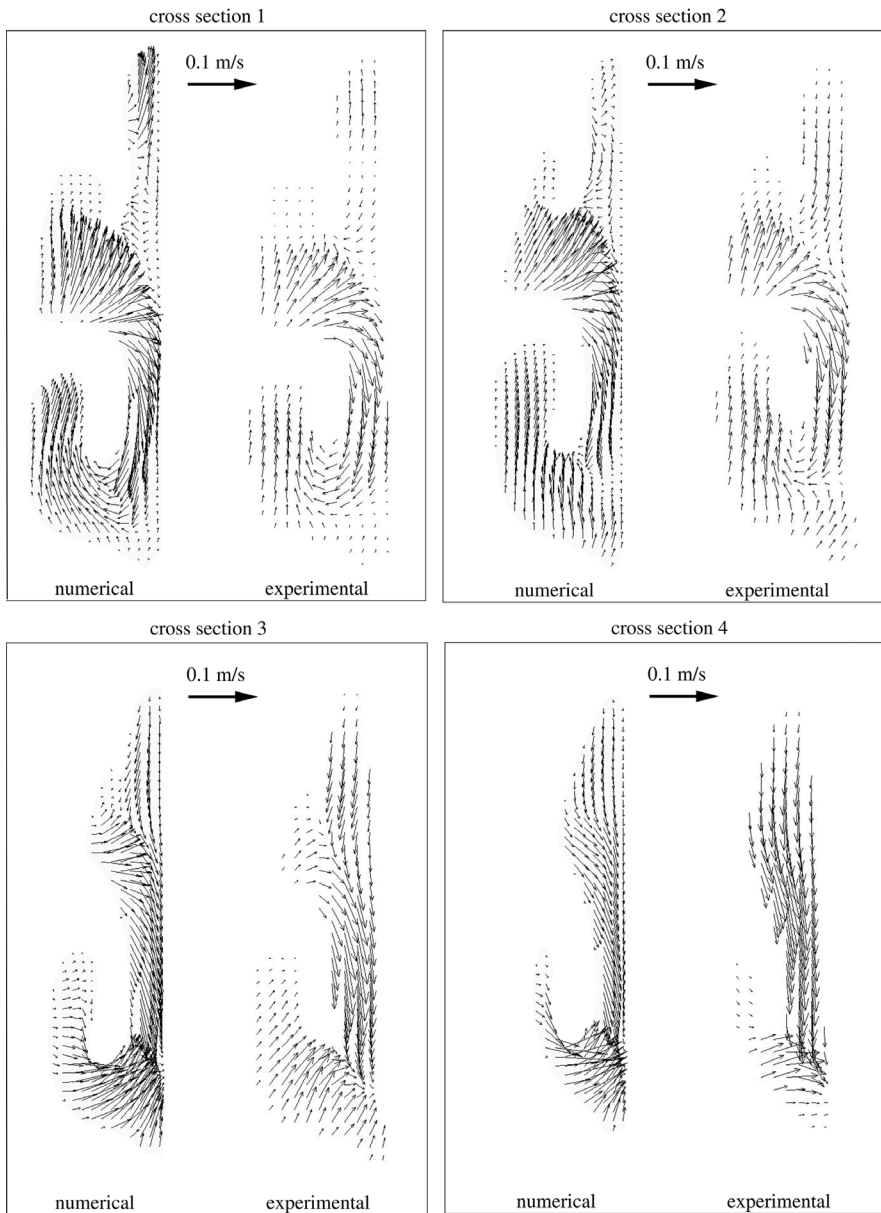 cross section 1
cross section 2
0.1 m/s
0.1 m/s
numerical
experimental
numerical
experimental
cross section 3
cross section 4
0.1 m/s
0.1 m/s
numerical
experimental
numerical
experimental